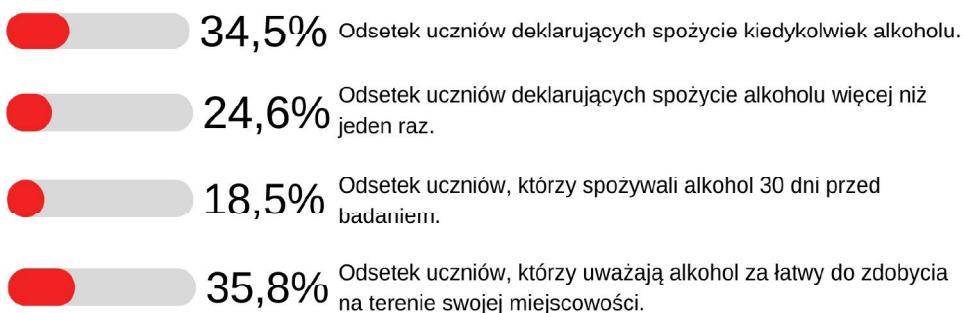 34,5% Odsetek uczniów deklarujących spożycie kiedykolwiek alkoholu.
24,6% Odsetek uczniów deklarujących spożycie alkoholu więcej niż
jeden raz.
18,5% Odsetek uczniów, którzy spożywali alkohol 30 dni przed
badaniem.
35,8% Odsetek uczniów, którzy uważają alkohol za łatwy do zdobycia
na terenie swojej miejscowości.